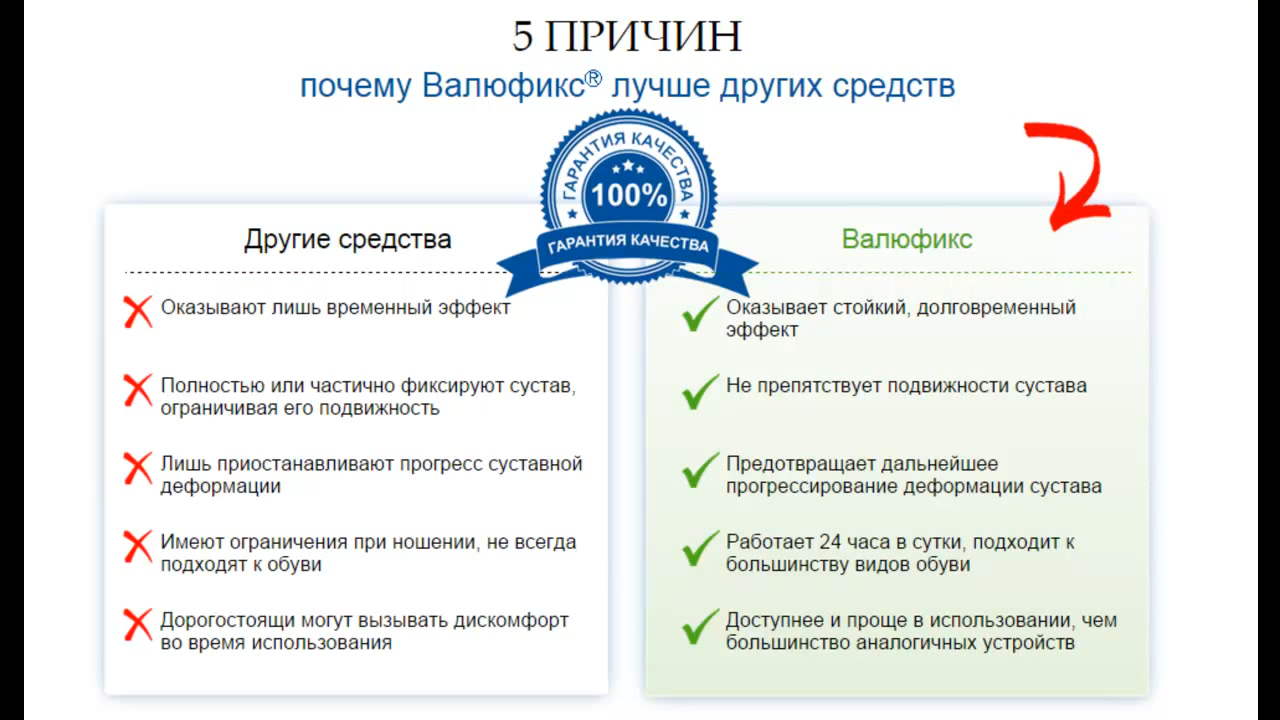 5 ПРИЧИН
почему Валюфикс® лучше других средств
ГАРАНТИЯ КАЧЕСТВА
100%
ГАРАНТИЯ КАЧЕСТВА
Другие средства
Оказывают лишь временный эффект
Полностью или частично фиксируют сустав,
ограничивая его подвижность
Лишь приостанавливают прогресс суставной
деформации
Имеют ограничения при ношении, не всегда
подходят к обуви
Дорогостоящи могут вызывать дискомфорт
во время использования
Валюфикс
Оказывает стойкий, долговременный
эффект
Не препятствует подвижности сустава
Предотвращает дальнейшее
прогрессирование деформации сустава
Работает 24 часа в сутки, подходит к
большинству видов обуви
Доступнее и проще в использовании, чем
большинство аналогичных устройств